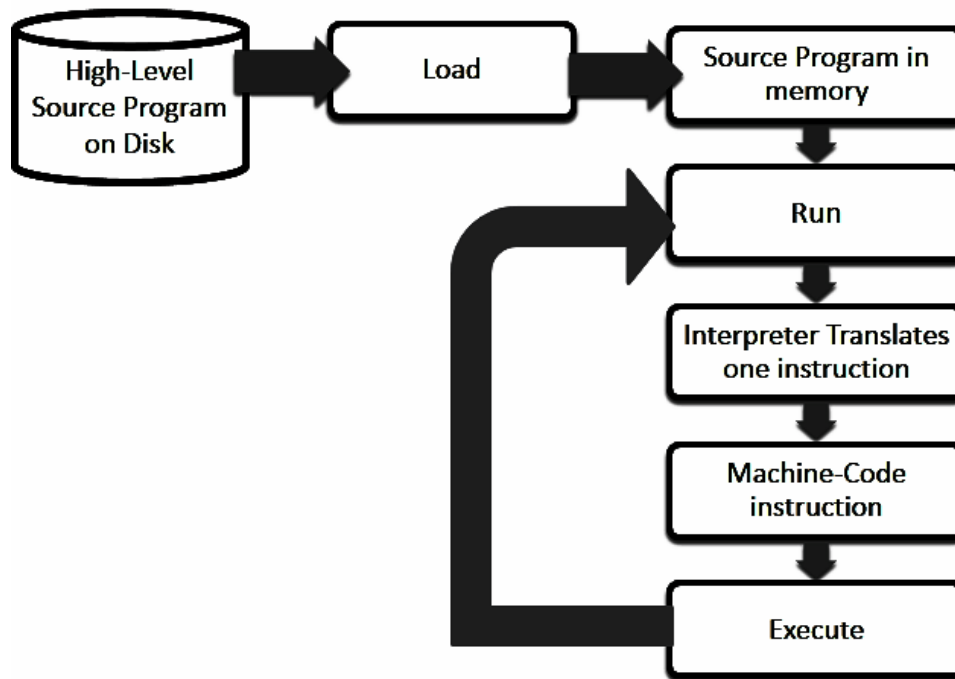 High-Level
Source Program
on Disk
Load
Source Program in
memory
Run
Interpreter Translates
one instruction
Machine-Code
instruction
Execute